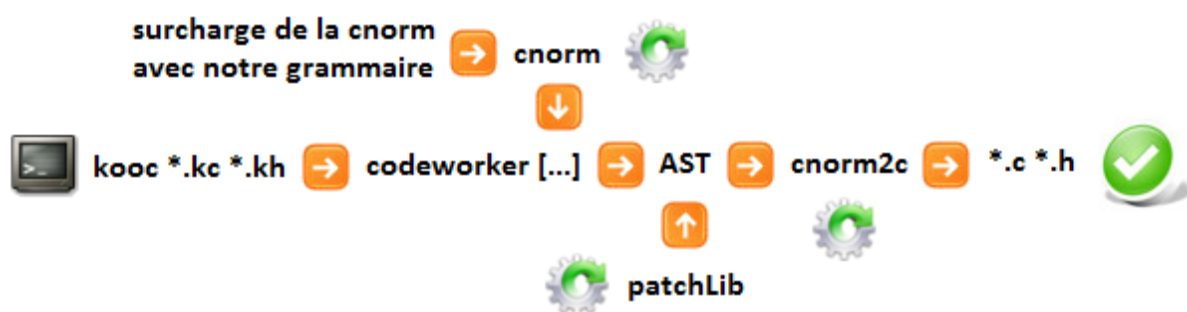 surcharge de la cnorm
avec notre grammaire
cnorm
kooc *.kc *.kh
codeworker [...]
AST
cnorm2c
*.c *.h
patchLib